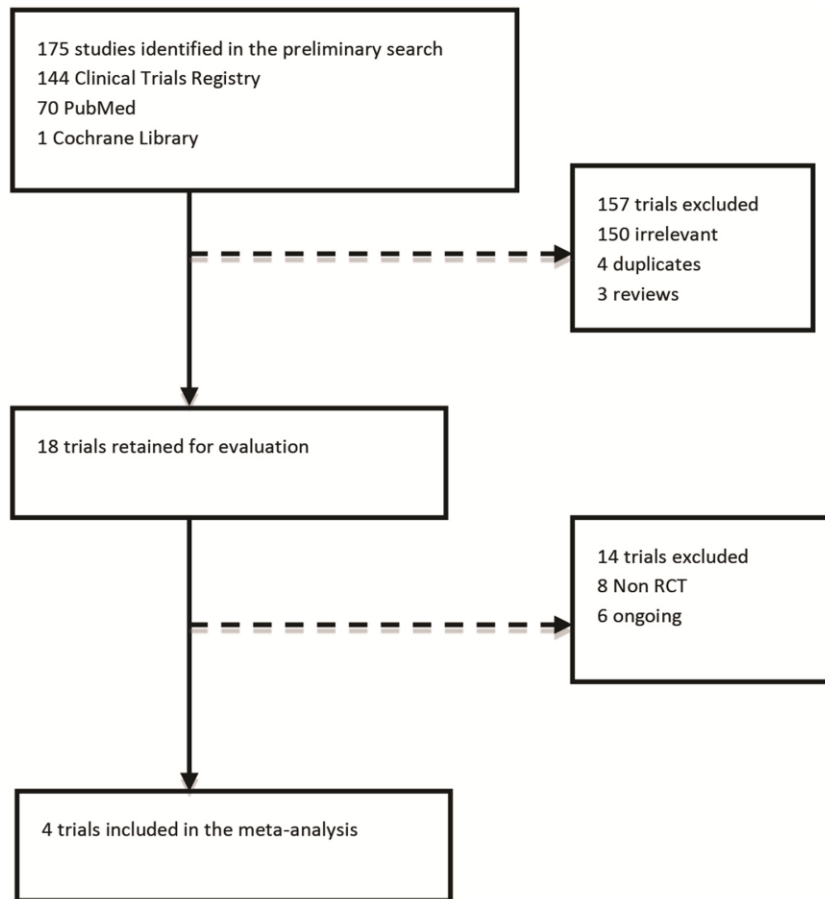 175 studies identified in the preliminary search
144 Clinical Trials Registry
70 PubMed
1 Cochrane Library
157 trials excluded
150 irrelevant
4 duplicates
3 reviews
18 trials retained for evaluation
14 trials excluded
8 Non RCT
6 ongoing
4 trials included in the meta-analysis